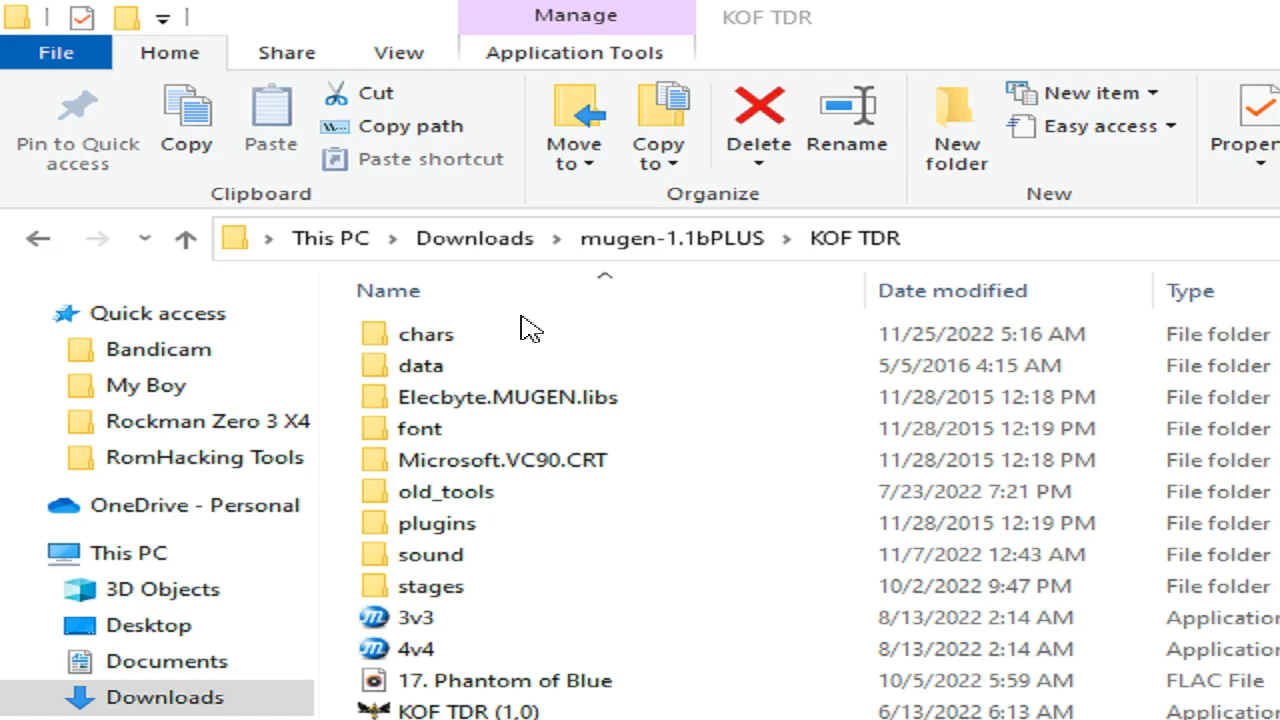 Manage KOF TDR
File Home Share View Application Tools
Pin to Quick access
Copy
Paste
Cut
Copy path
Paste shortcut
Move to
Copy to
Delete
Rename
New folder
New item
Easy access
Clipboard Organize New
This PC Downloads mugen-1.1bPLUS KOF TDR
Name Date modified Type
Quick access
Bandicam
My Boy
Rockman Zero 3 X4
RomHacking Tools
OneDrive - Personal
This PC
3D Objects
Desktop
Documents
Downloads
chars 11/25/2022 5:16 AM File folder
data 5/5/2016 4:15 AM File folder
Elecbyte.MUGEN.libs 11/28/2015 12:18 PM File folder
font 11/28/2015 12:19 PM File folder
Microsoft.VC90.CRT 11/28/2015 12:18 PM File folder
old_tools 7/23/2022 7:21 PM File folder
plugins 11/28/2015 12:19 PM File folder
sound 11/7/2022 12:43 AM File folder
stages 10/2/2022 9:47 PM File folder
3v3 8/13/2022 2:14 AM
4v4 8/13/2022 2:14 AM
17. Phantom of Blue 10/5/2022 5:59 AM FLAC File
KOF TDR (1.0) 6/13/2022 6:13 AM